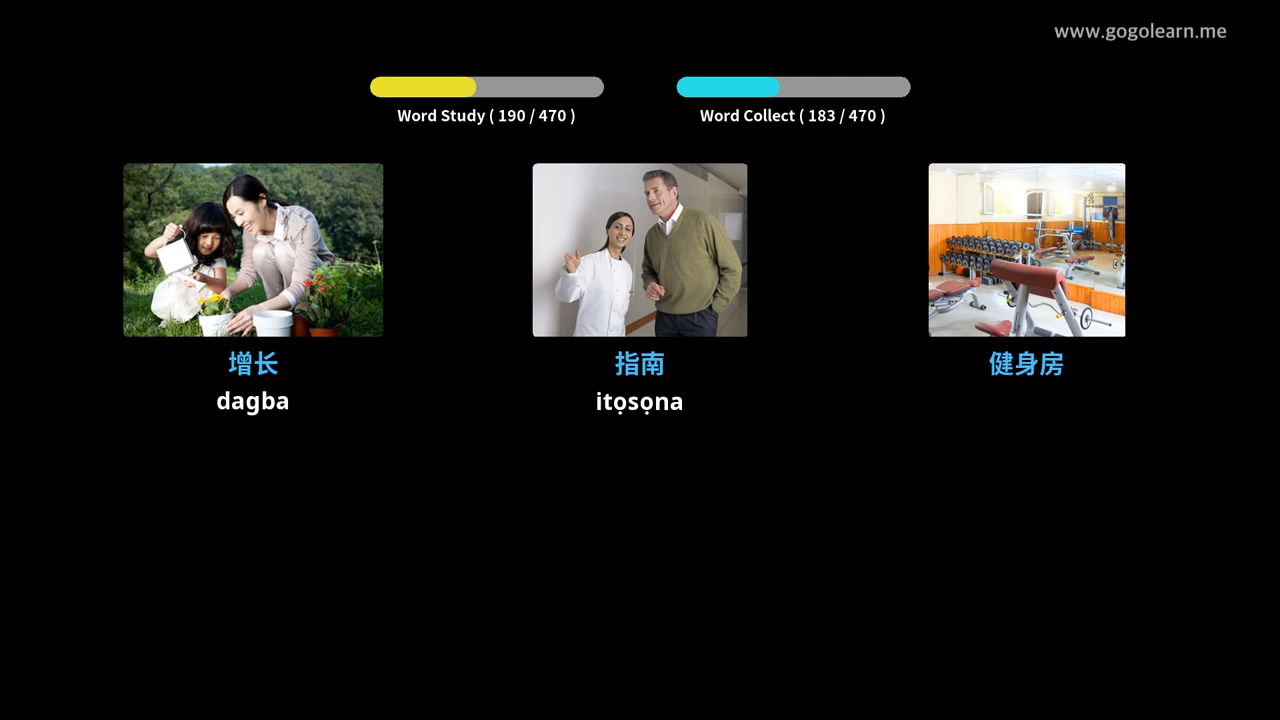 www.gogolearn.me
Word Study ( 190 / 470 )
Word Collect ( 183 / 470 )
增长
dagba
指南
itọsọna
健身房